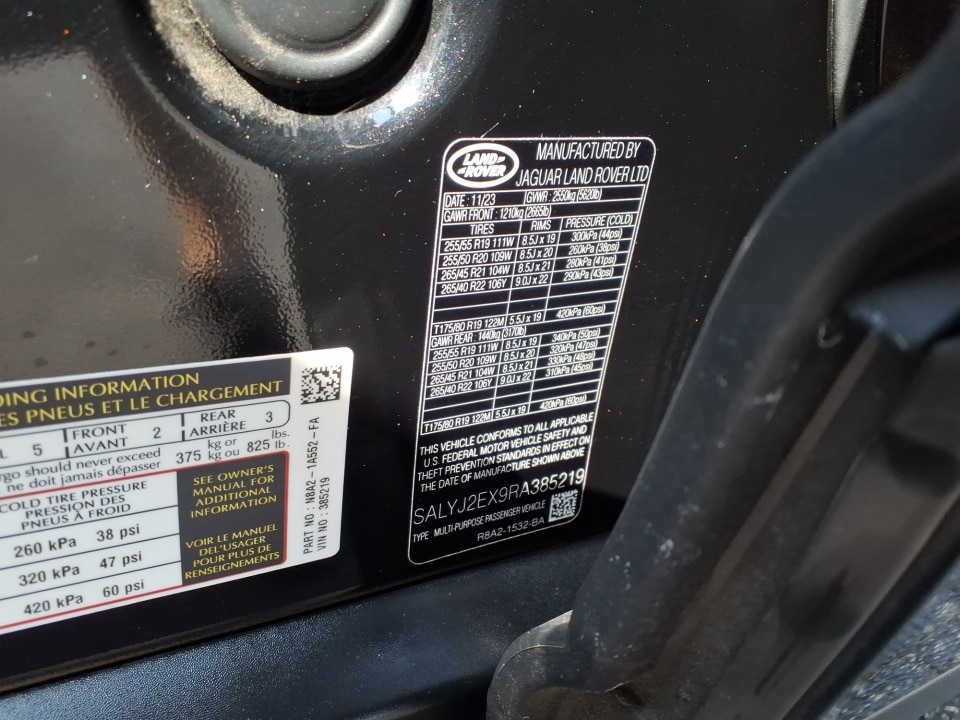 LAND-
-ROVER
MANUFACTURED BY
JAGUAR LAND ROVER LTD
DATE : 11/23 GVWR : 2550kg (5620lb)
GAWR FRONT : 1210kg (2665lb)
TIRES RIMS PRESSURE (COLD)
255/55 R19 111W 8.5J x 19 300kPa (44psi)
255/50 R20 109W 8.5J x 20 260kPa (38psi)
265/45 R21 104W 8.5J x 21 280kPa (41psi)
265/40 R22 106Y 9.0J x 22 290kPa (43psi)
T175/80 R19 122M 5.5J x 19 420kPa (60psi)
GAWR REAR : 1440kg (3170lb)
255/55 R19 111W 8.5J x 19 340kPa (50psi)
255/50 R20 109W 8.5J x 20 320kPa (47psi)
265/45 R21 104W 8.5J x 21 330kPa (48psi)
265/40 R22 106Y 9.0J x 22 310kPa (45psi)
T175/80 R19 122M 5.5J x 19 420kPa (60psi)
THIS VEHICLE CONFORMS TO ALL APPLICABLE
U.S. FEDERAL MOTOR VEHICLE SAFETY AND
THEFT PREVENTION STANDARDS IN EFFECT ON
THE DATE OF MANUFACTURE SHOWN ABOVE
SALYJ2EX9RA385219
TYPE : MULTI-PURPOSE PASSENGER VEHICLE
R8A2-1532-BA
DING INFORMATION
ES PNEUS ET LE CHARGEMENT
L 5 FRONT AVANT 2 REAR ARRIÈRE 3
rgo should never exceed
ne doit jamais dépasser 375 kg or kg ou 825 lbs. lb.
COLD TIRE PRESSURE
PRESSION DES
PNEUS À FROID
260 kPa 38 psi
320 kPa 47 psi
420 kPa 60 psi
SEE OWNER'S
MANUAL FOR
ADDITIONAL
INFORMATION
VOIR LE MANUEL
DEL'USAGER
POUR PLUS DE
RENSEIGNEMENTS
PART NO : N8A2-1A552-FA
VIN NO : 385219